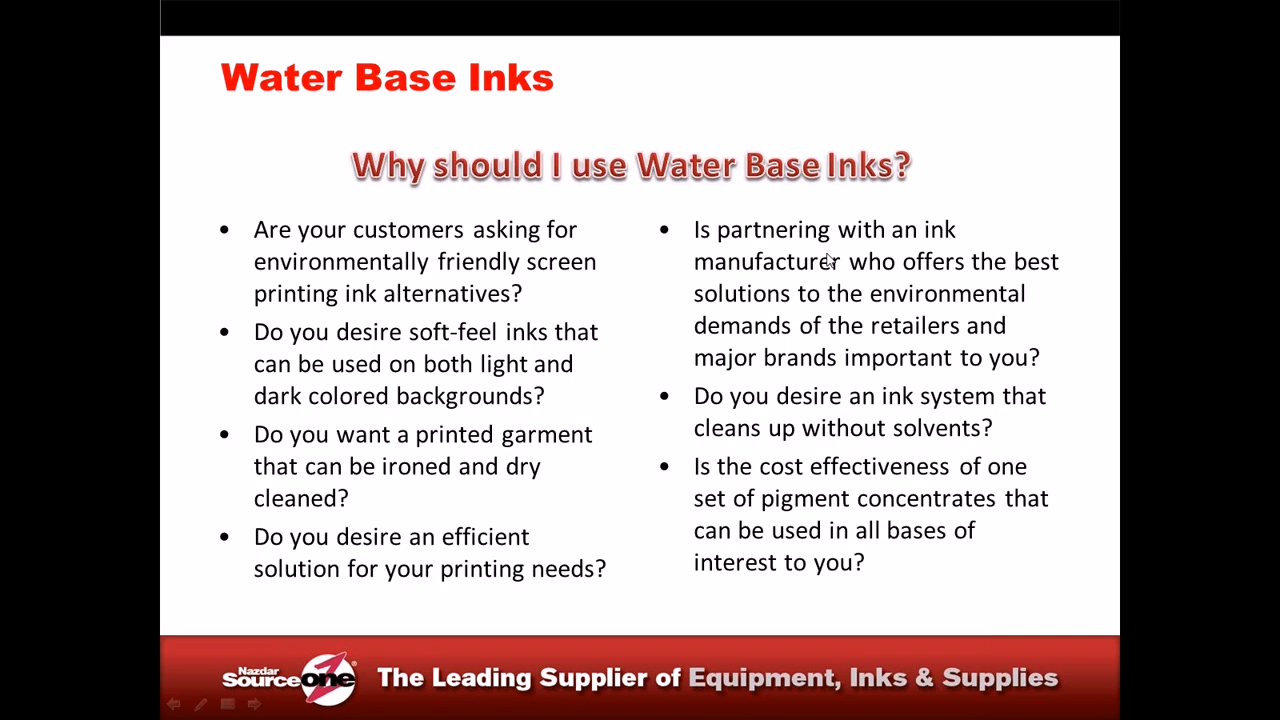 Water Base Inks
Why should I use Water Base Inks?
• Are your customers asking for
environmentally friendly screen
printing ink alternatives?
• Do you desire soft-feel inks that
can be used on both light and
dark colored backgrounds?
• Do you want a printed garment
that can be ironed and dry
cleaned?
• Do you desire an efficient
solution for your printing needs?
• Is partnering with an ink
manufacturer who offers the best
solutions to the environmental
demands of the retailers and
major brands important to you?
• Do you desire an ink system that
cleans up without solvents?
• Is the cost effectiveness of one
set of pigment concentrates that
can be used in all bases of
interest to you?
Nazdar
sourceone®
The Leading Supplier of Equipment, Inks & Supplies